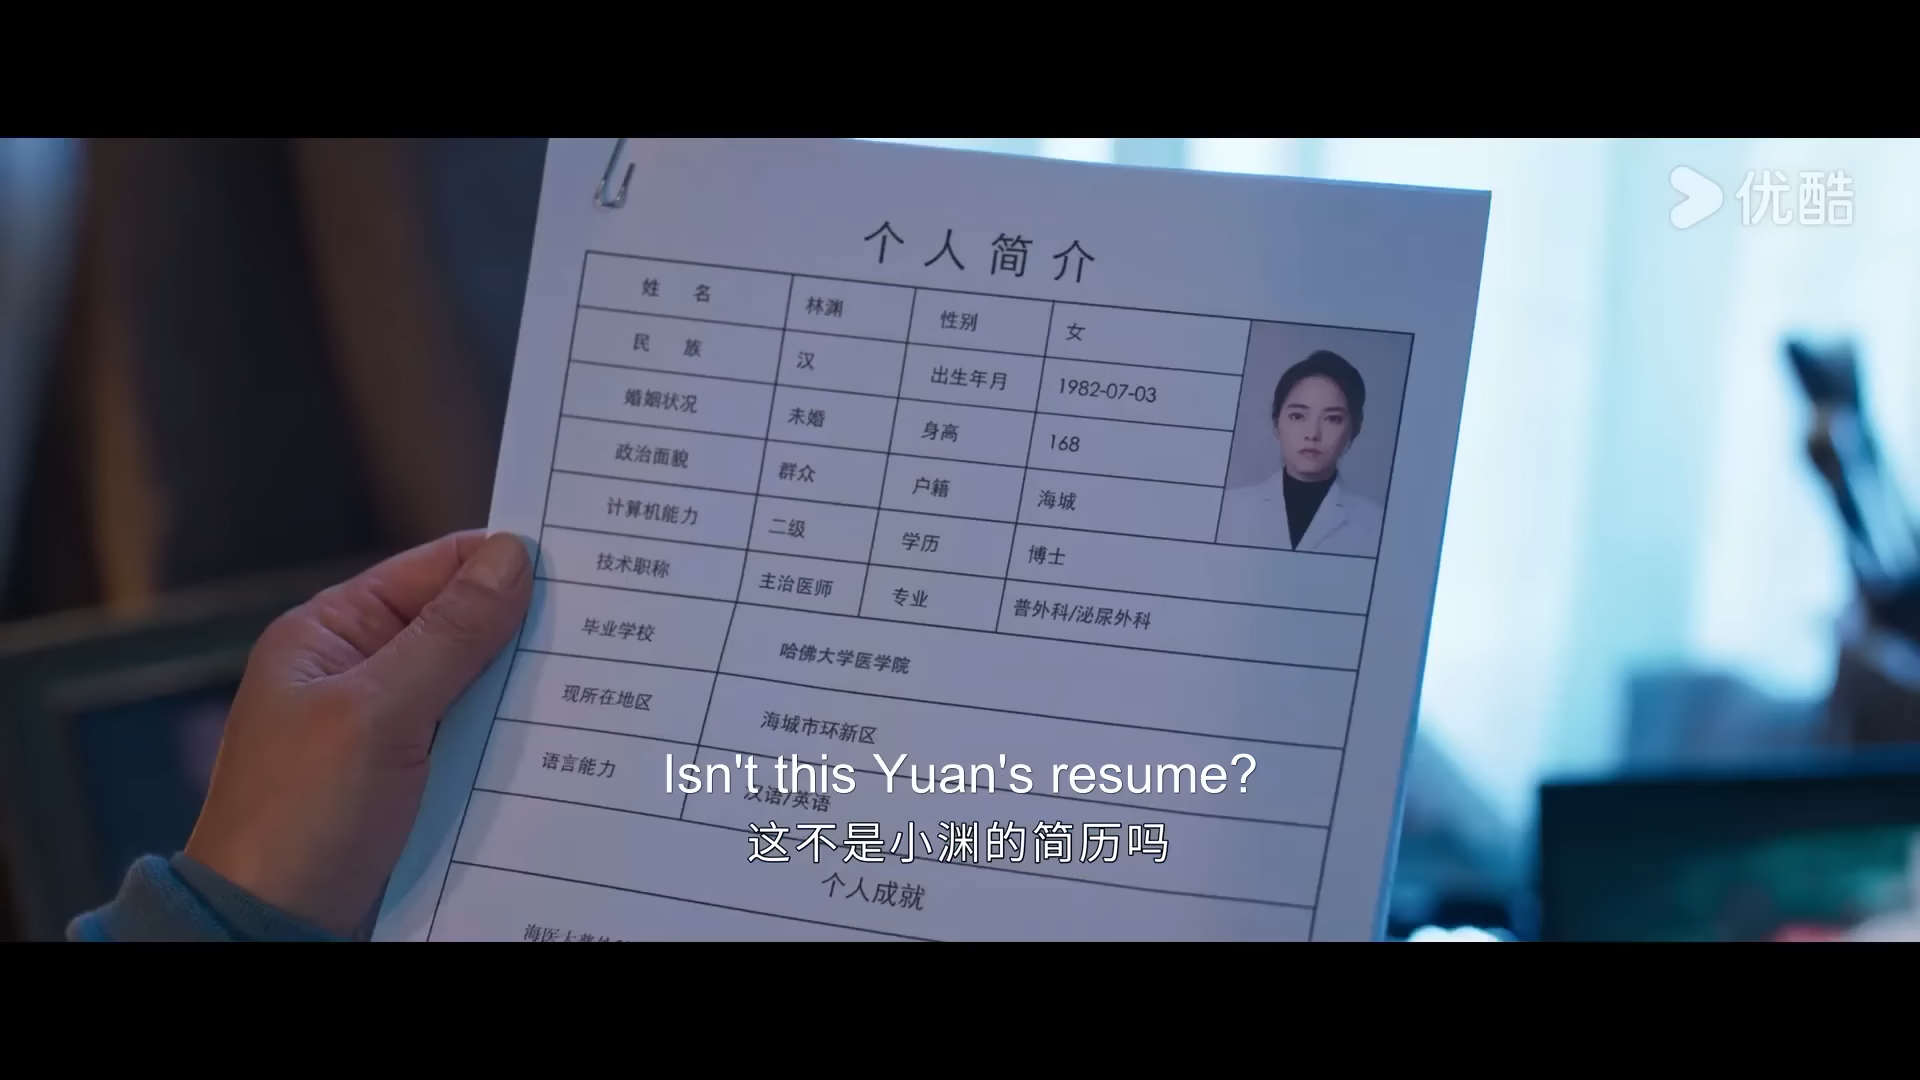 优酷
个人简介
姓名 林渊 性别 女
民族 汉 出生年月 1982-07-03
婚姻状况 未婚 身高 168
政治面貌 群众 户籍 海城
计算机能力 二级 学历 博士
技术职称 主治医师 专业 普外科/泌尿外科
毕业学校 哈佛大学医学院
现所在地区 海城市环新区
语言能力 汉语/英语
Isn't this Yuan's resume?
这不是小渊的简历吗
个人成就